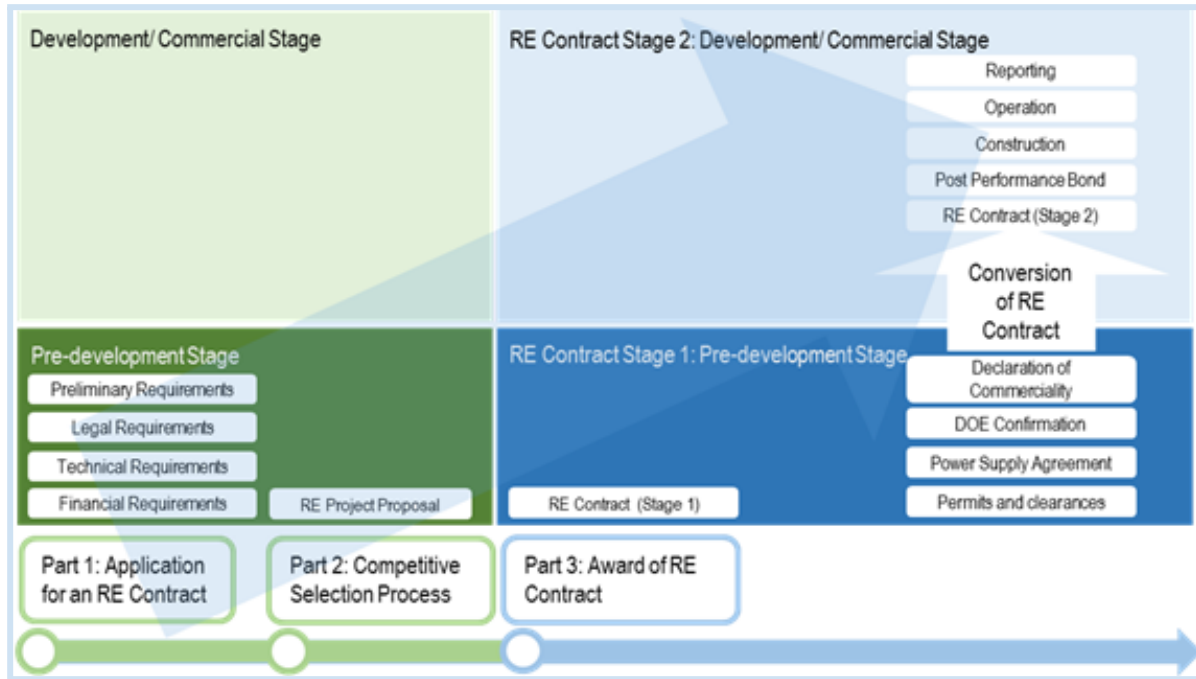 Development/ Commercial Stage
RE Contract Stage 2: Development/ Commercial Stage
Reporting
Operation
Construction
Post Performance Bond
RE Contract (Stage 2)
Conversion
of RE
Contract
Pre-development Stage
Preliminary Requirements
Legal Requirements
Technical Requirements
Financial Requirements
RE Project Proposal
RE Contract Stage 1: Pre-development Stage
RE Contract (Stage 1)
Declaration of
Commerciality
DOE Confirmation
Power Supply Agreement
Permits and clearances
Part 1: Application
for an RE Contract
Part 2: Competitive
Selection Process
Part 3: Award of RE
Contract